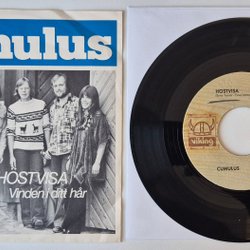 mulus
HÖSTVISA
Vinden i ditt hår
HÖSTVISA
VIKING
CUMULUS